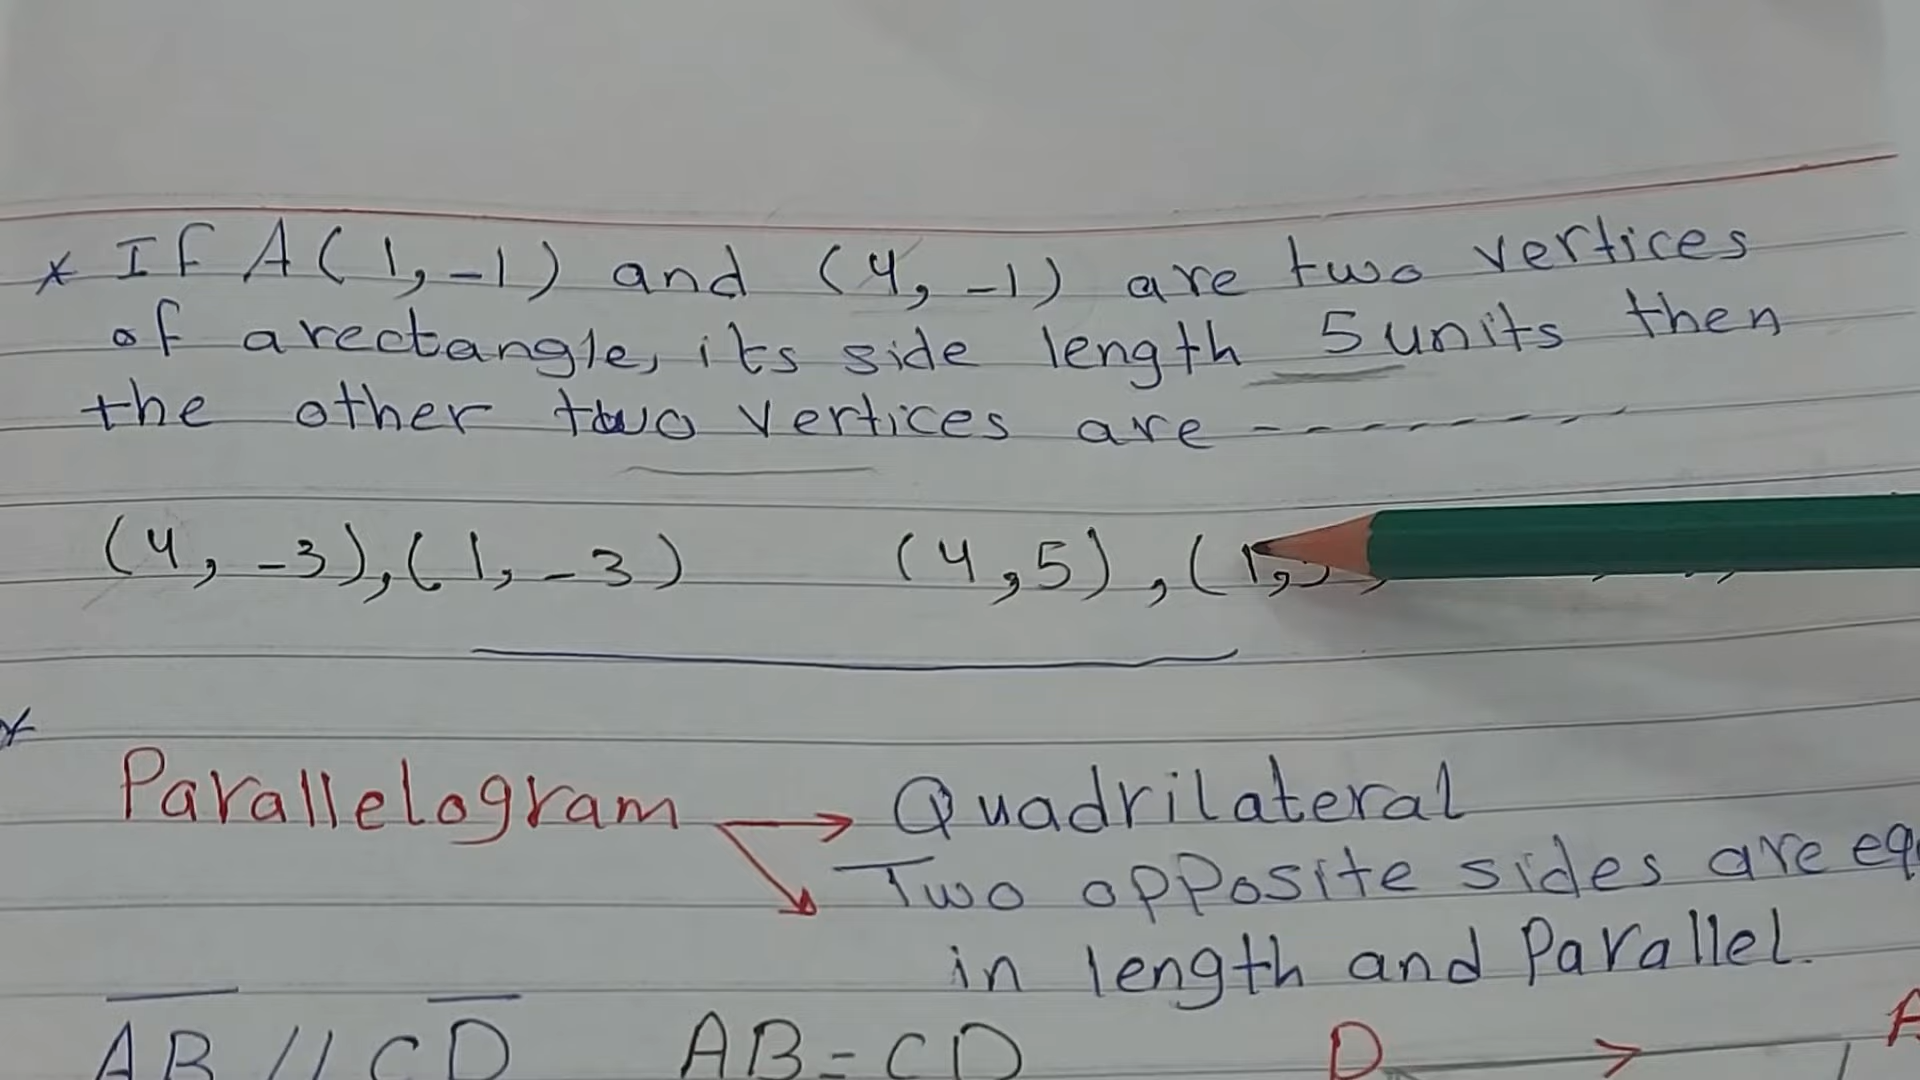 * If A(1,-1) and (4,-1) are two vertices
of a rectangle, its side length 5 units then
the other two vertices are --------
(4,-3),(1,-3) (4,5),(1,
*
Parallelogram → Quadrilateral
Two opposite sides are eq
in length and Parallel.
AB // CD AB = CD D A